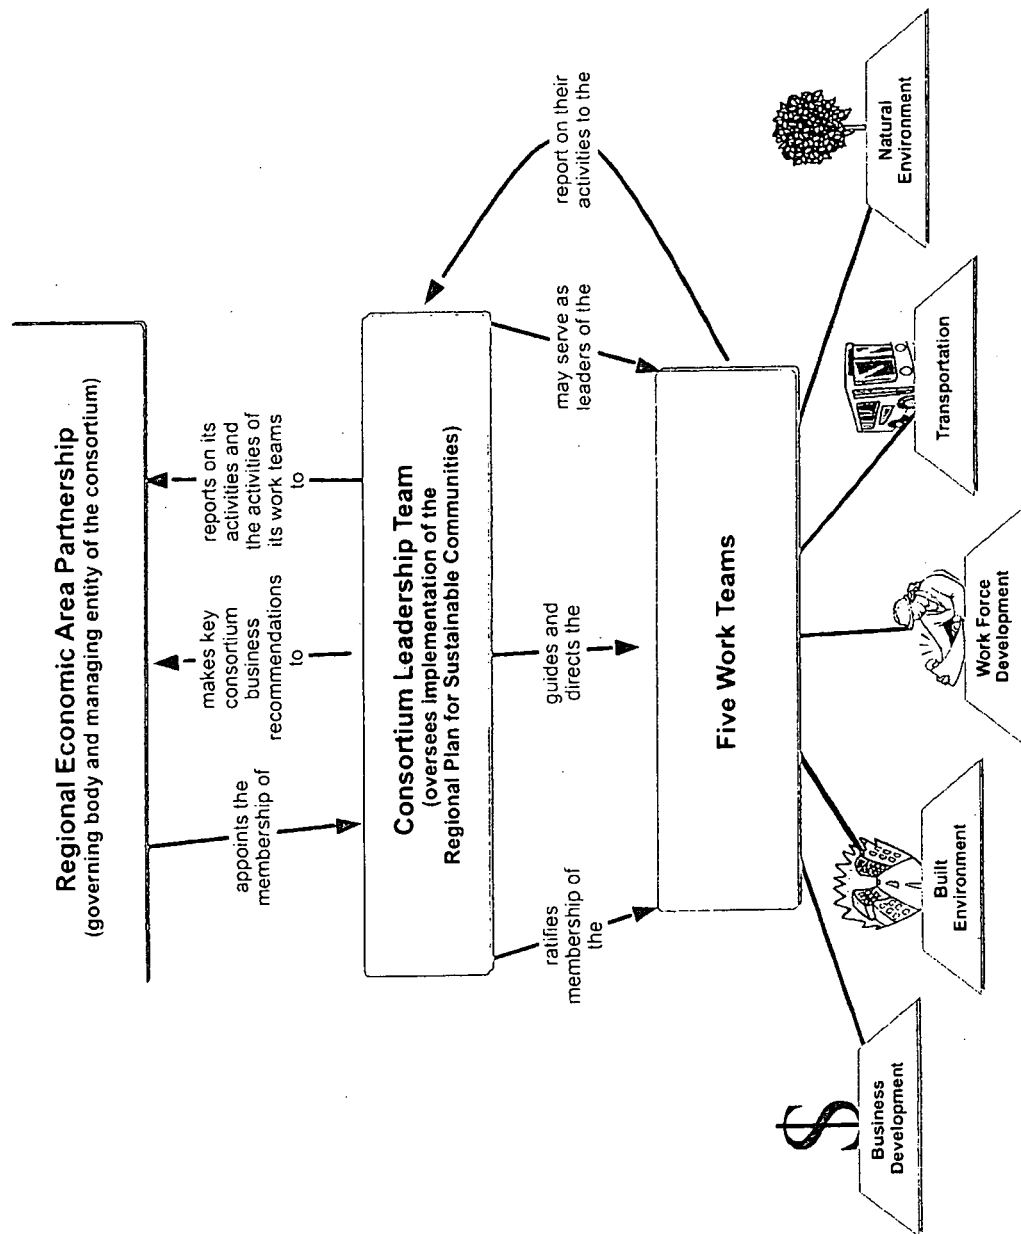 Regional Economic Area Partnership
(governing body and managing entity of the consortium)
appoints the
membership of
makes key
consortium
business
recommendations
to
reports on its
activities and
the activities of
its work teams
to
Consortium Leadership Team
(oversees implementation of the
Regional Plan for Sustainable Communities)
ratifies
membership of
the
guides and
directs the
may serve as
leaders of the
report on their
activities to the
Five Work Teams
$
Business
Development
Built
Environment
Work Force
Development
Transportation
Natural
Environment